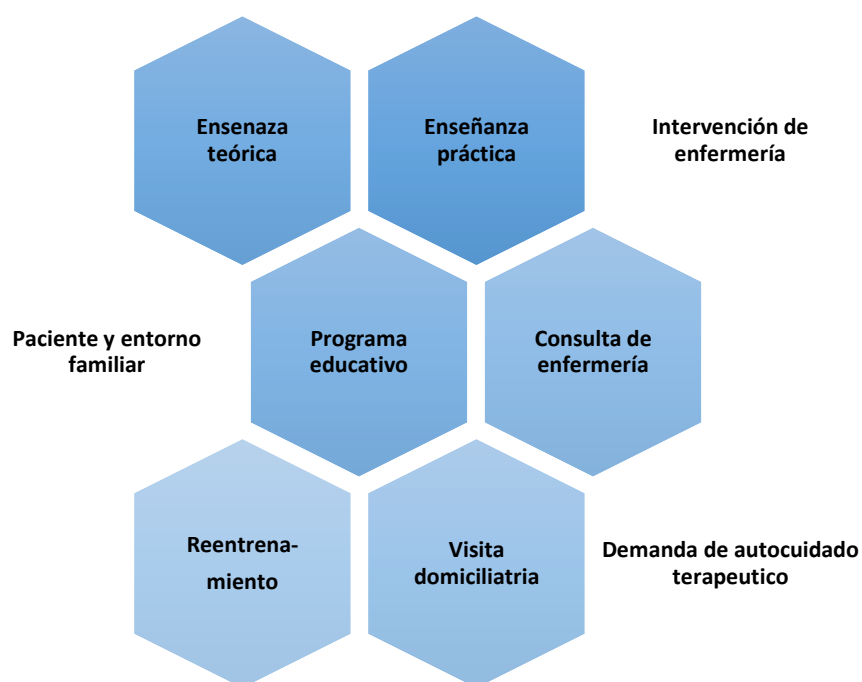 Ensenaza
teórica
Enseñanza
práctica
Intervención de
enfermería
Paciente y entorno
familiar
Programa
educativo
Consulta de
enfermería
Reentrena-
miento
Visita
domiciliatria
Demanda de autocuidado
terapeutico